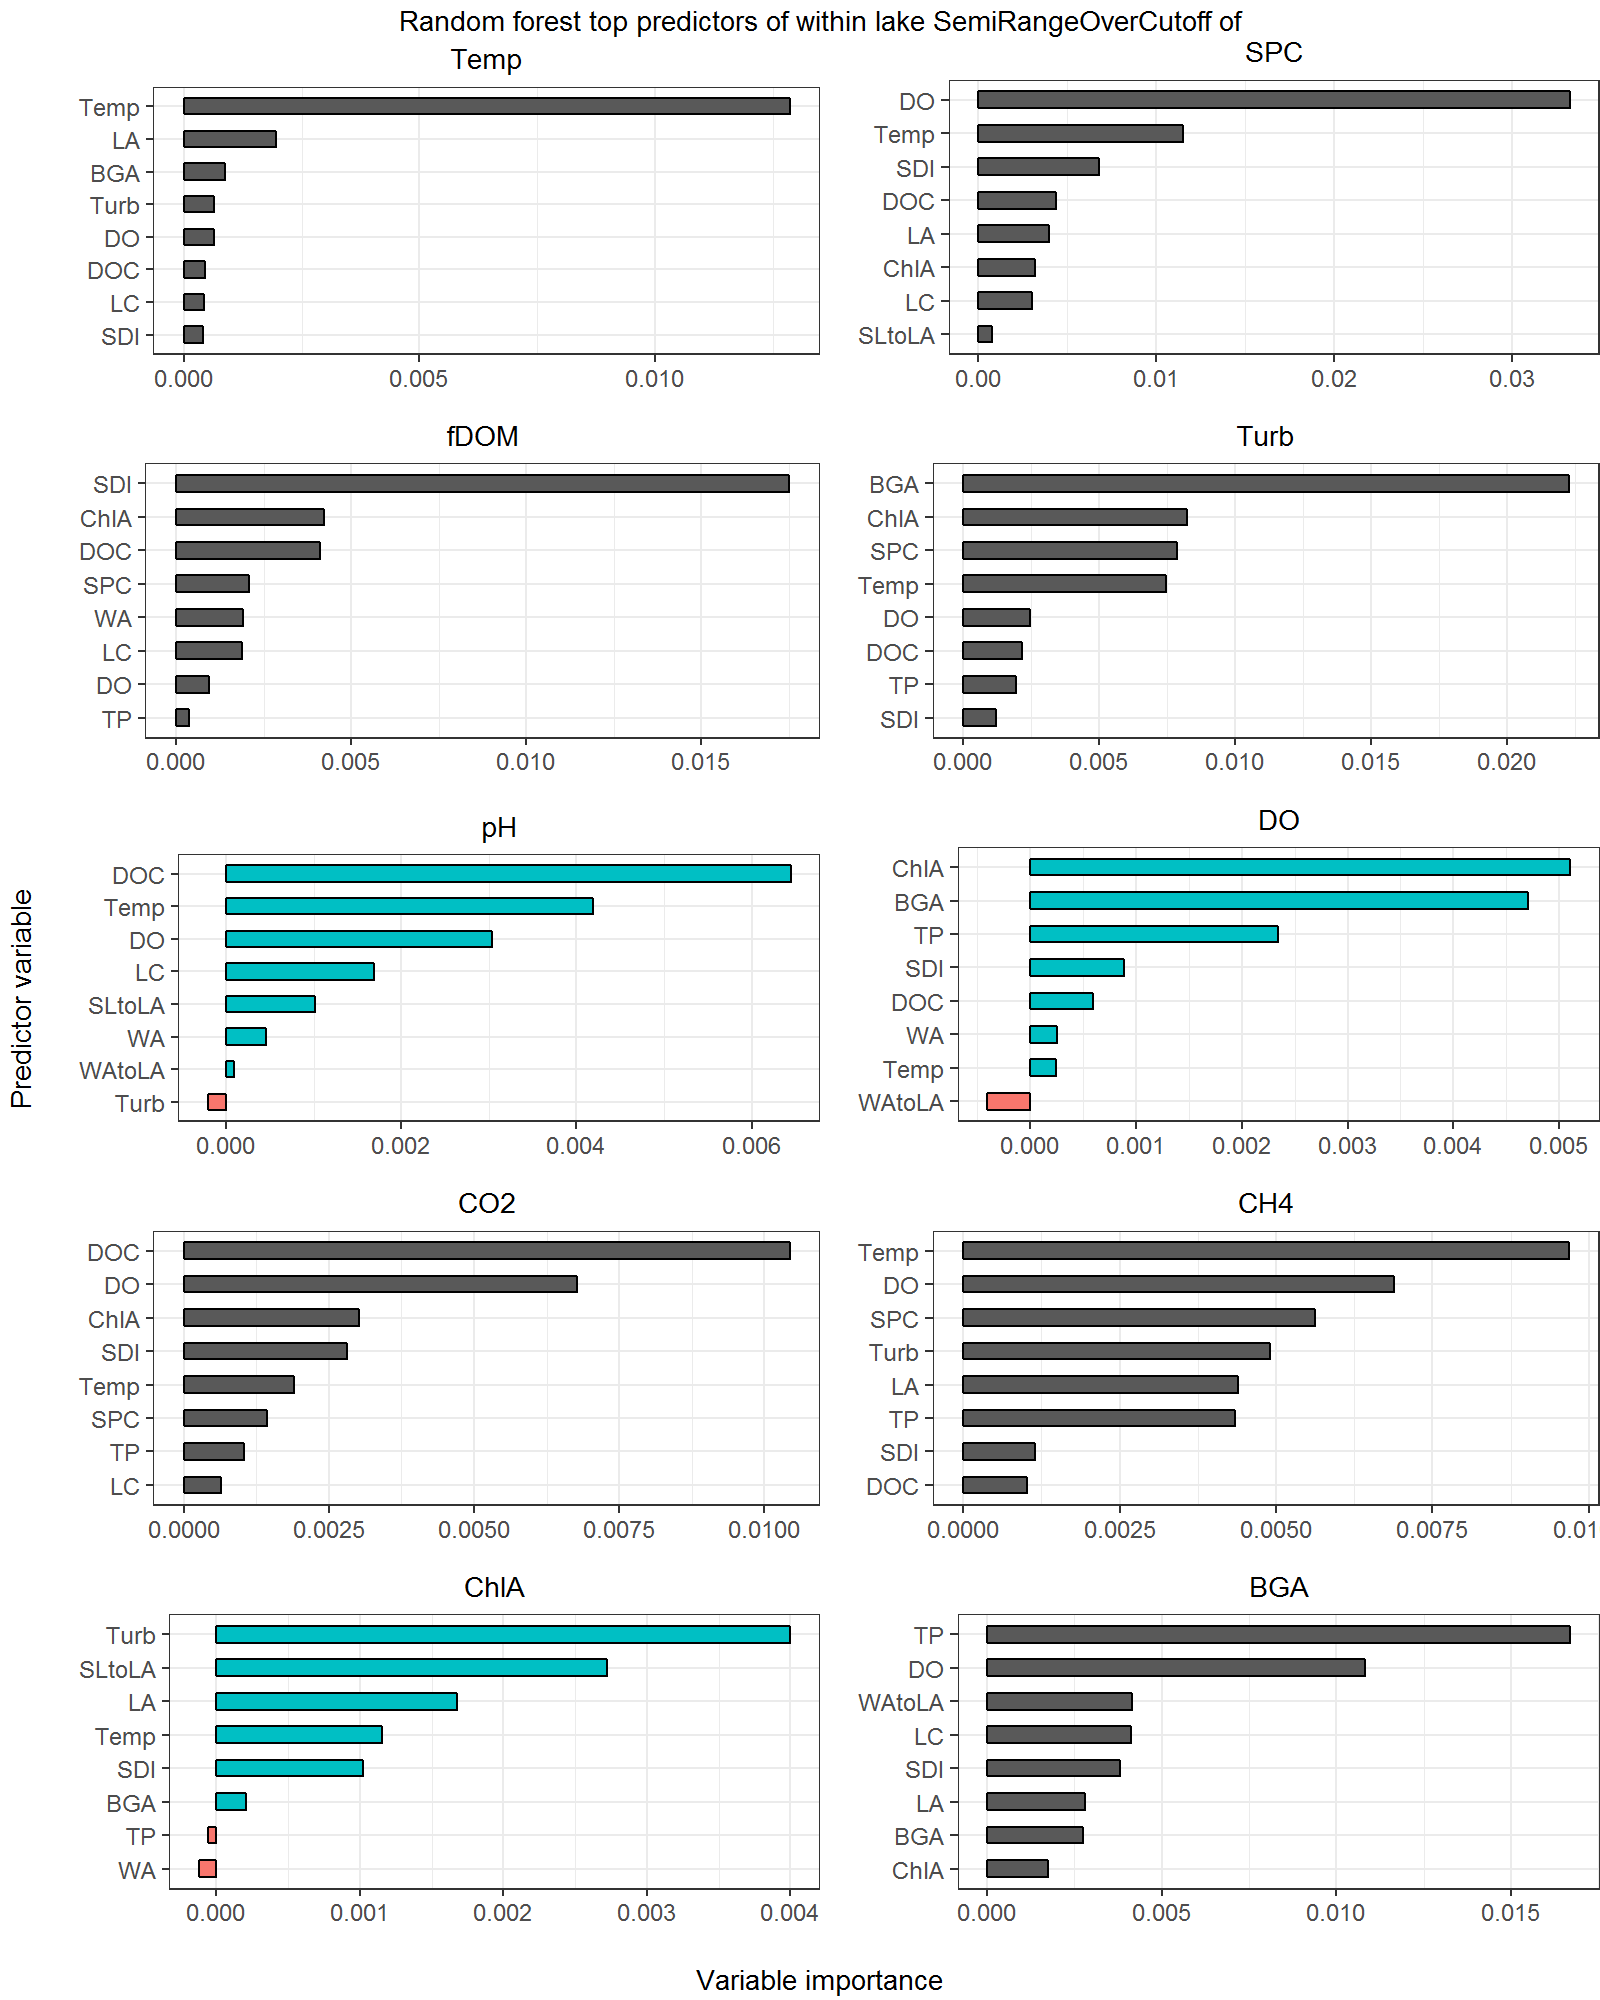 Random forest top predictors of within lake SemiRangeOverCutoff of
Temp
Temp
LA
BGA
Turb
DO
DOC
LC
SDI
0.000 0.005 0.010
SPC
DO
Temp
SDI
DOC
LA
ChlA
LC
SLtoLA
0.00 0.01 0.02 0.03
fDOM
SDI
ChlA
DOC
SPC
WA
LC
DO
TP
0.000 0.005 0.010 0.015
Turb
BGA
ChlA
SPC
Temp
DO
DOC
TP
SDI
0.000 0.005 0.010 0.015 0.020
Predictor variable
pH
DOC
Temp
DO
LC
SLtoLA
WA
WAtoLA
Turb
0.000 0.002 0.004 0.006
DO
ChlA
BGA
TP
SDI
DOC
WA
Temp
WAtoLA
0.000 0.001 0.002 0.003 0.004 0.005
CO2
DOC
DO
ChlA
SDI
Temp
SPC
TP
LC
0.0000 0.0025 0.0050 0.0075 0.0100
CH4
Temp
DO
SPC
Turb
LA
TP
SDI
DOC
0.0000 0.0025 0.0050 0.0075 0.01
ChlA
Turb
SLtoLA
LA
Temp
SDI
BGA
TP
WA
0.000 0.001 0.002 0.003 0.004
BGA
TP
DO
WAtoLA
LC
SDI
LA
BGA
ChlA
0.000 0.005 0.010 0.015
Variable importance